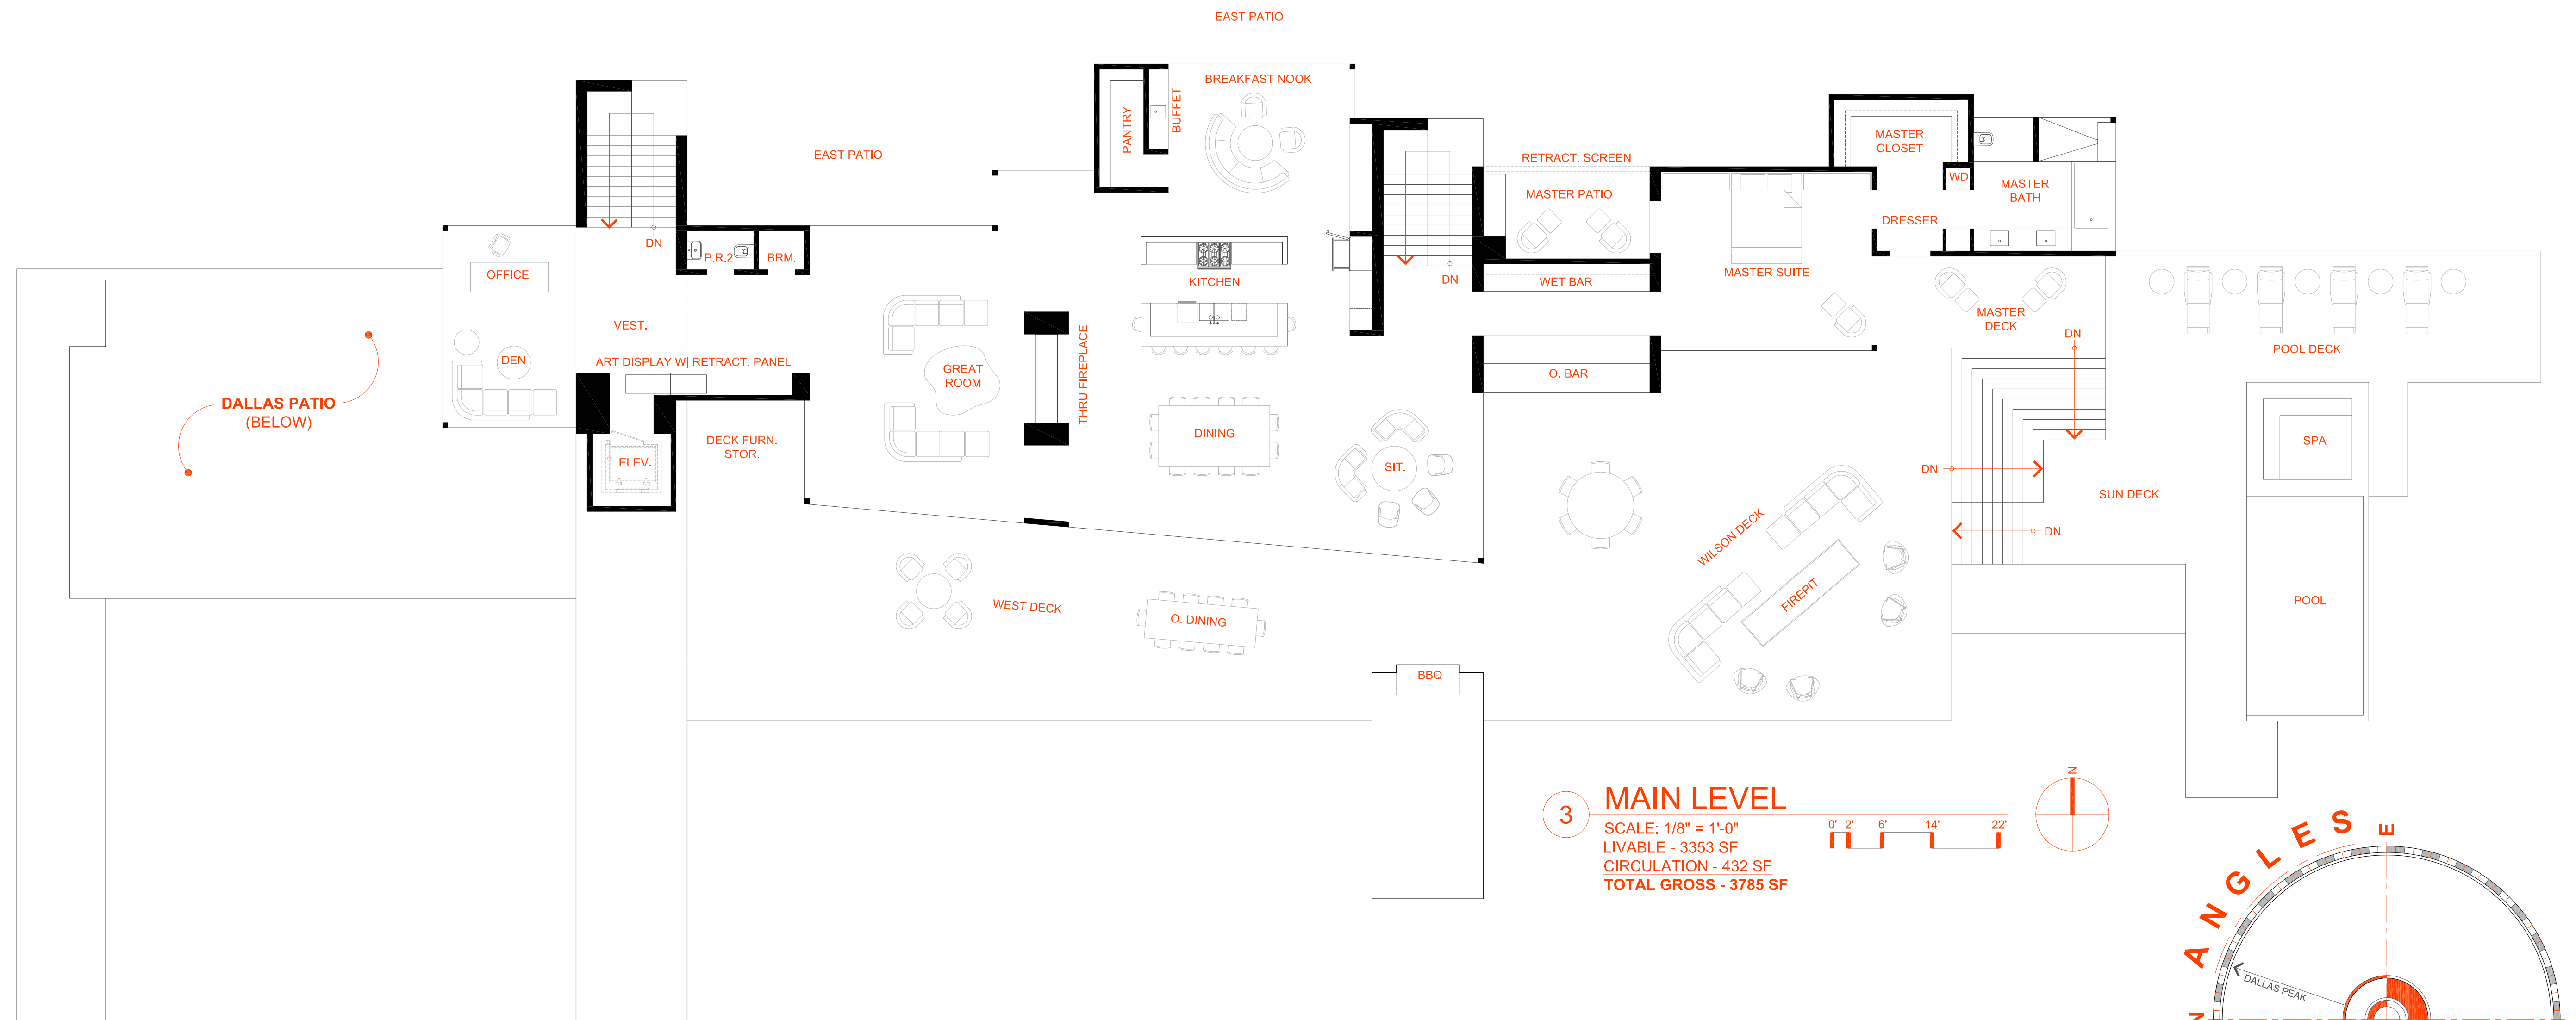 EAST PATIO
BREAKFAST NOOK
PANTRY
BUFFET
EAST PATIO
RETRACT. SCREEN
MASTER PATIO
MASTER
CLOSET
WD
MASTER
BATH
DRESSER
DN
P.R.2
BRM.
OFFICE
KITCHEN
DN
WET BAR
MASTER SUITE
VEST.
ART DISPLAY W/ RETRACT. PANEL
DEN
GREAT
ROOM
THRU FIREPLACE
O. BAR
MASTER
DECK
DN
POOL DECK
DALLAS PATIO
(BELOW)
DECK FURN.
STOR.
ELEV.
DINING
SIT.
DN
SPA
SUN DECK
DN
WILSON DECK
FIREPIT
POOL
WEST DECK
O. DINING
BBQ
3
MAIN LEVEL
SCALE: 1/8" = 1'-0"
LIVABLE - 3353 SF
CIRCULATION - 432 SF
TOTAL GROSS - 3785 SF
0' 2' 6' 14' 22'
N
N ANGLES
E
DALLAS PEAK